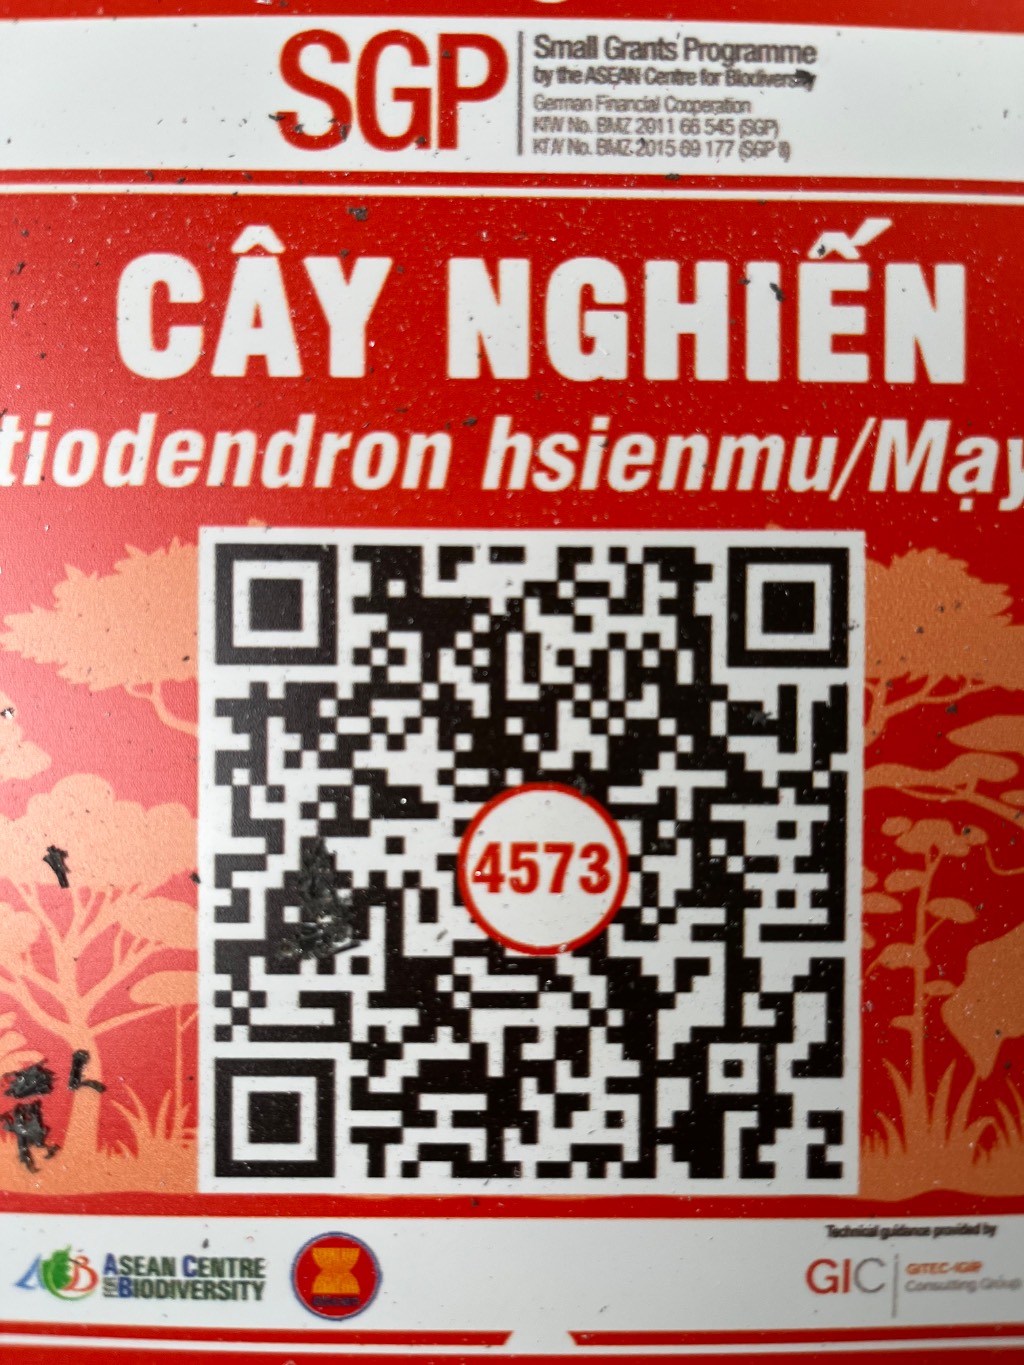 SGP
Small Grants Programme
by the ASEAN Centre for Biodiversity
German Financial Cooperation
KfW No. BMZ 2011 66 545 (SGP)
KfW No. BMZ 2015 69 177 (SGP II)
CÂY NGHIẾN
tiodendron hsienmu/Mạy
4573
ACB
ASEAN CENTRE
FOR BIODIVERSITY
Technical guidance provided by
GIC
GITEC-IGIP
Consulting Group